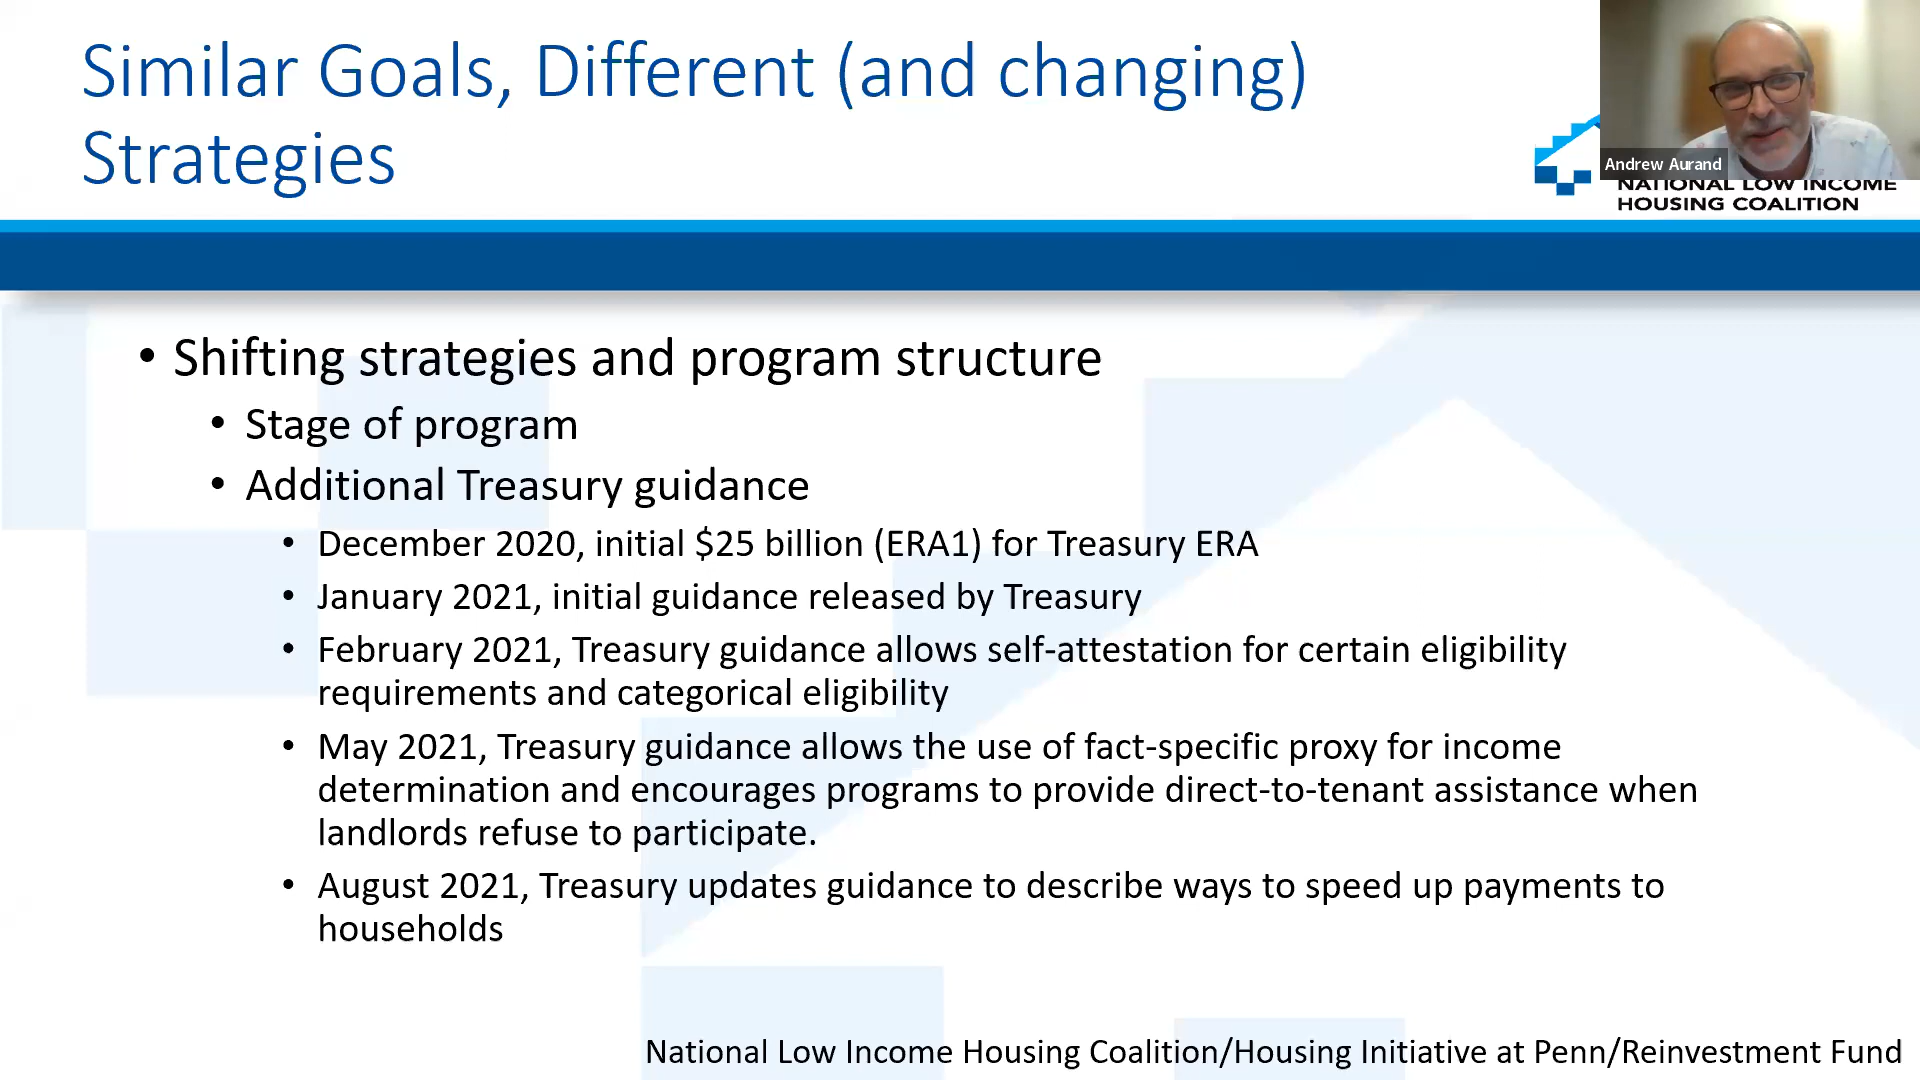 Similar Goals, Different (and changing)
Strategies
Andrew Aurand
NATIONAL LOW INCOME
HOUSING COALITION
• Shifting strategies and program structure
• Stage of program
• Additional Treasury guidance
• December 2020, initial $25 billion (ERA1) for Treasury ERA
• January 2021, initial guidance released by Treasury
• February 2021, Treasury guidance allows self-attestation for certain eligibility
requirements and categorical eligibility
• May 2021, Treasury guidance allows the use of fact-specific proxy for income
determination and encourages programs to provide direct-to-tenant assistance when
landlords refuse to participate.
• August 2021, Treasury updates guidance to describe ways to speed up payments to
households
National Low Income Housing Coalition/Housing Initiative at Penn/Reinvestment Fund